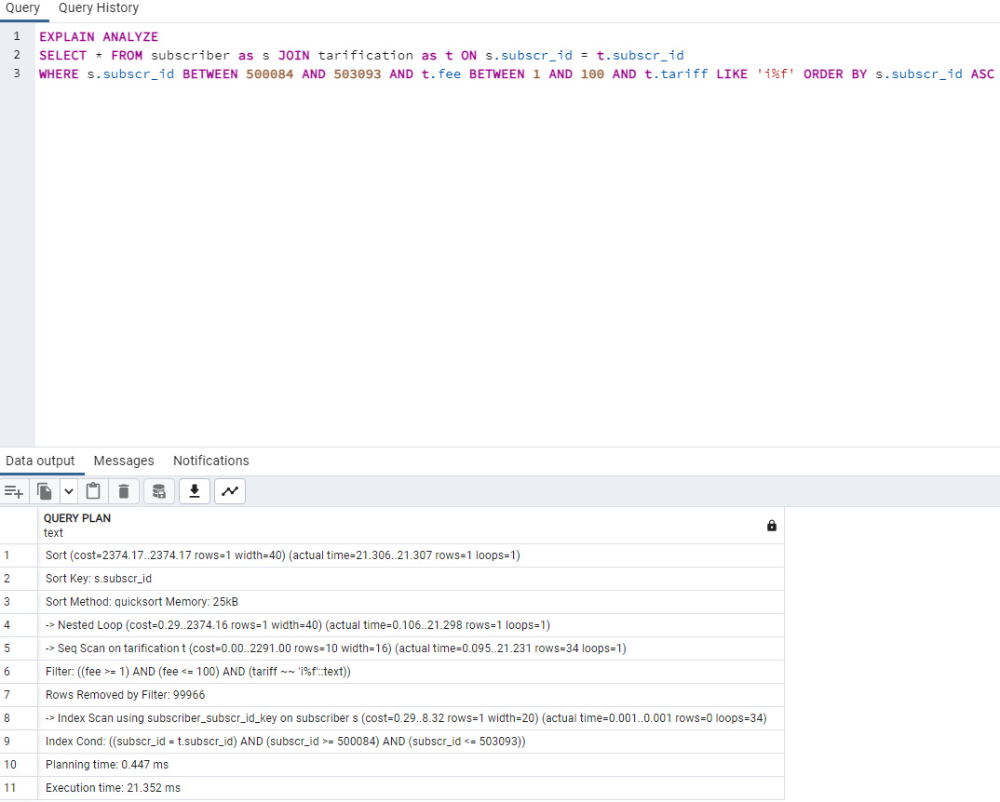 Query Query History
1 EXPLAIN ANALYZE
2 SELECT * FROM subscriber as s JOIN tarification as t ON s.subscr_id = t.subscr_id
3 WHERE s.subscr_id BETWEEN 500084 AND 503093 AND t.fee BETWEEN 1 AND 100 AND t.tariff LIKE 'i%f' ORDER BY s.subscr_id ASC
Data output Messages Notifications
QUERY PLAN
text
1 Sort (cost=2374.17..2374.17 rows=1 width=40) (actual time=21.306..21.307 rows=1 loops=1)
2 Sort Key: s.subscr_id
3 Sort Method: quicksort Memory: 25kB
4 -> Nested Loop (cost=0.29..2374.16 rows=1 width=40) (actual time=0.106..21.298 rows=1 loops=1)
5 -> Seq Scan on tarification t (cost=0.00..2291.00 rows=10 width=16) (actual time=0.095..21.231 rows=34 loops=1)
6 Filter: ((fee >= 1) AND (fee <= 100) AND (tariff ~~ 'i%f'::text))
7 Rows Removed by Filter: 99966
8 -> Index Scan using subscriber_subscr_id_key on subscriber s (cost=0.29..8.32 rows=1 width=20) (actual time=0.001..0.001 rows=0 loops=34)
9 Index Cond: ((subscr_id = t.subscr_id) AND (subscr_id >= 500084) AND (subscr_id <= 503093))
10 Planning time: 0.447 ms
11 Execution time: 21.352 ms